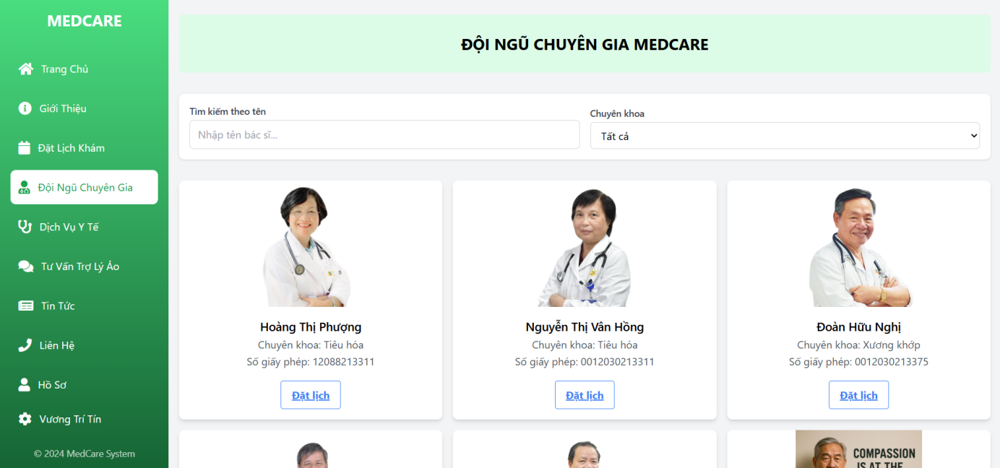 MEDCARE
Trang Chủ
Giới Thiệu
Đặt Lịch Khám
Đội Ngũ Chuyên Gia
Dịch Vụ Y Tế
Tư Vấn Trợ Lý Ảo
Tin Tức
Liên Hệ
Hồ Sơ
Vương Trí Tín
© 2024 MedCare System
ĐỘI NGŨ CHUYÊN GIA MEDCARE
Tìm kiếm theo tên
Nhập tên bác sĩ...
Chuyên khoa
Tất cả
Hoàng Thị Phượng
Chuyên khoa: Tiêu hóa
Số giấy phép: 12088213311
Đặt lịch
Nguyễn Thị Vân Hồng
Chuyên khoa: Tiêu hóa
Số giấy phép: 0012030213311
Đặt lịch
Đoàn Hữu Nghị
Chuyên khoa: Xương khớp
Số giấy phép: 0012030213375
Đặt lịch
COMPASSION
IS AT THE